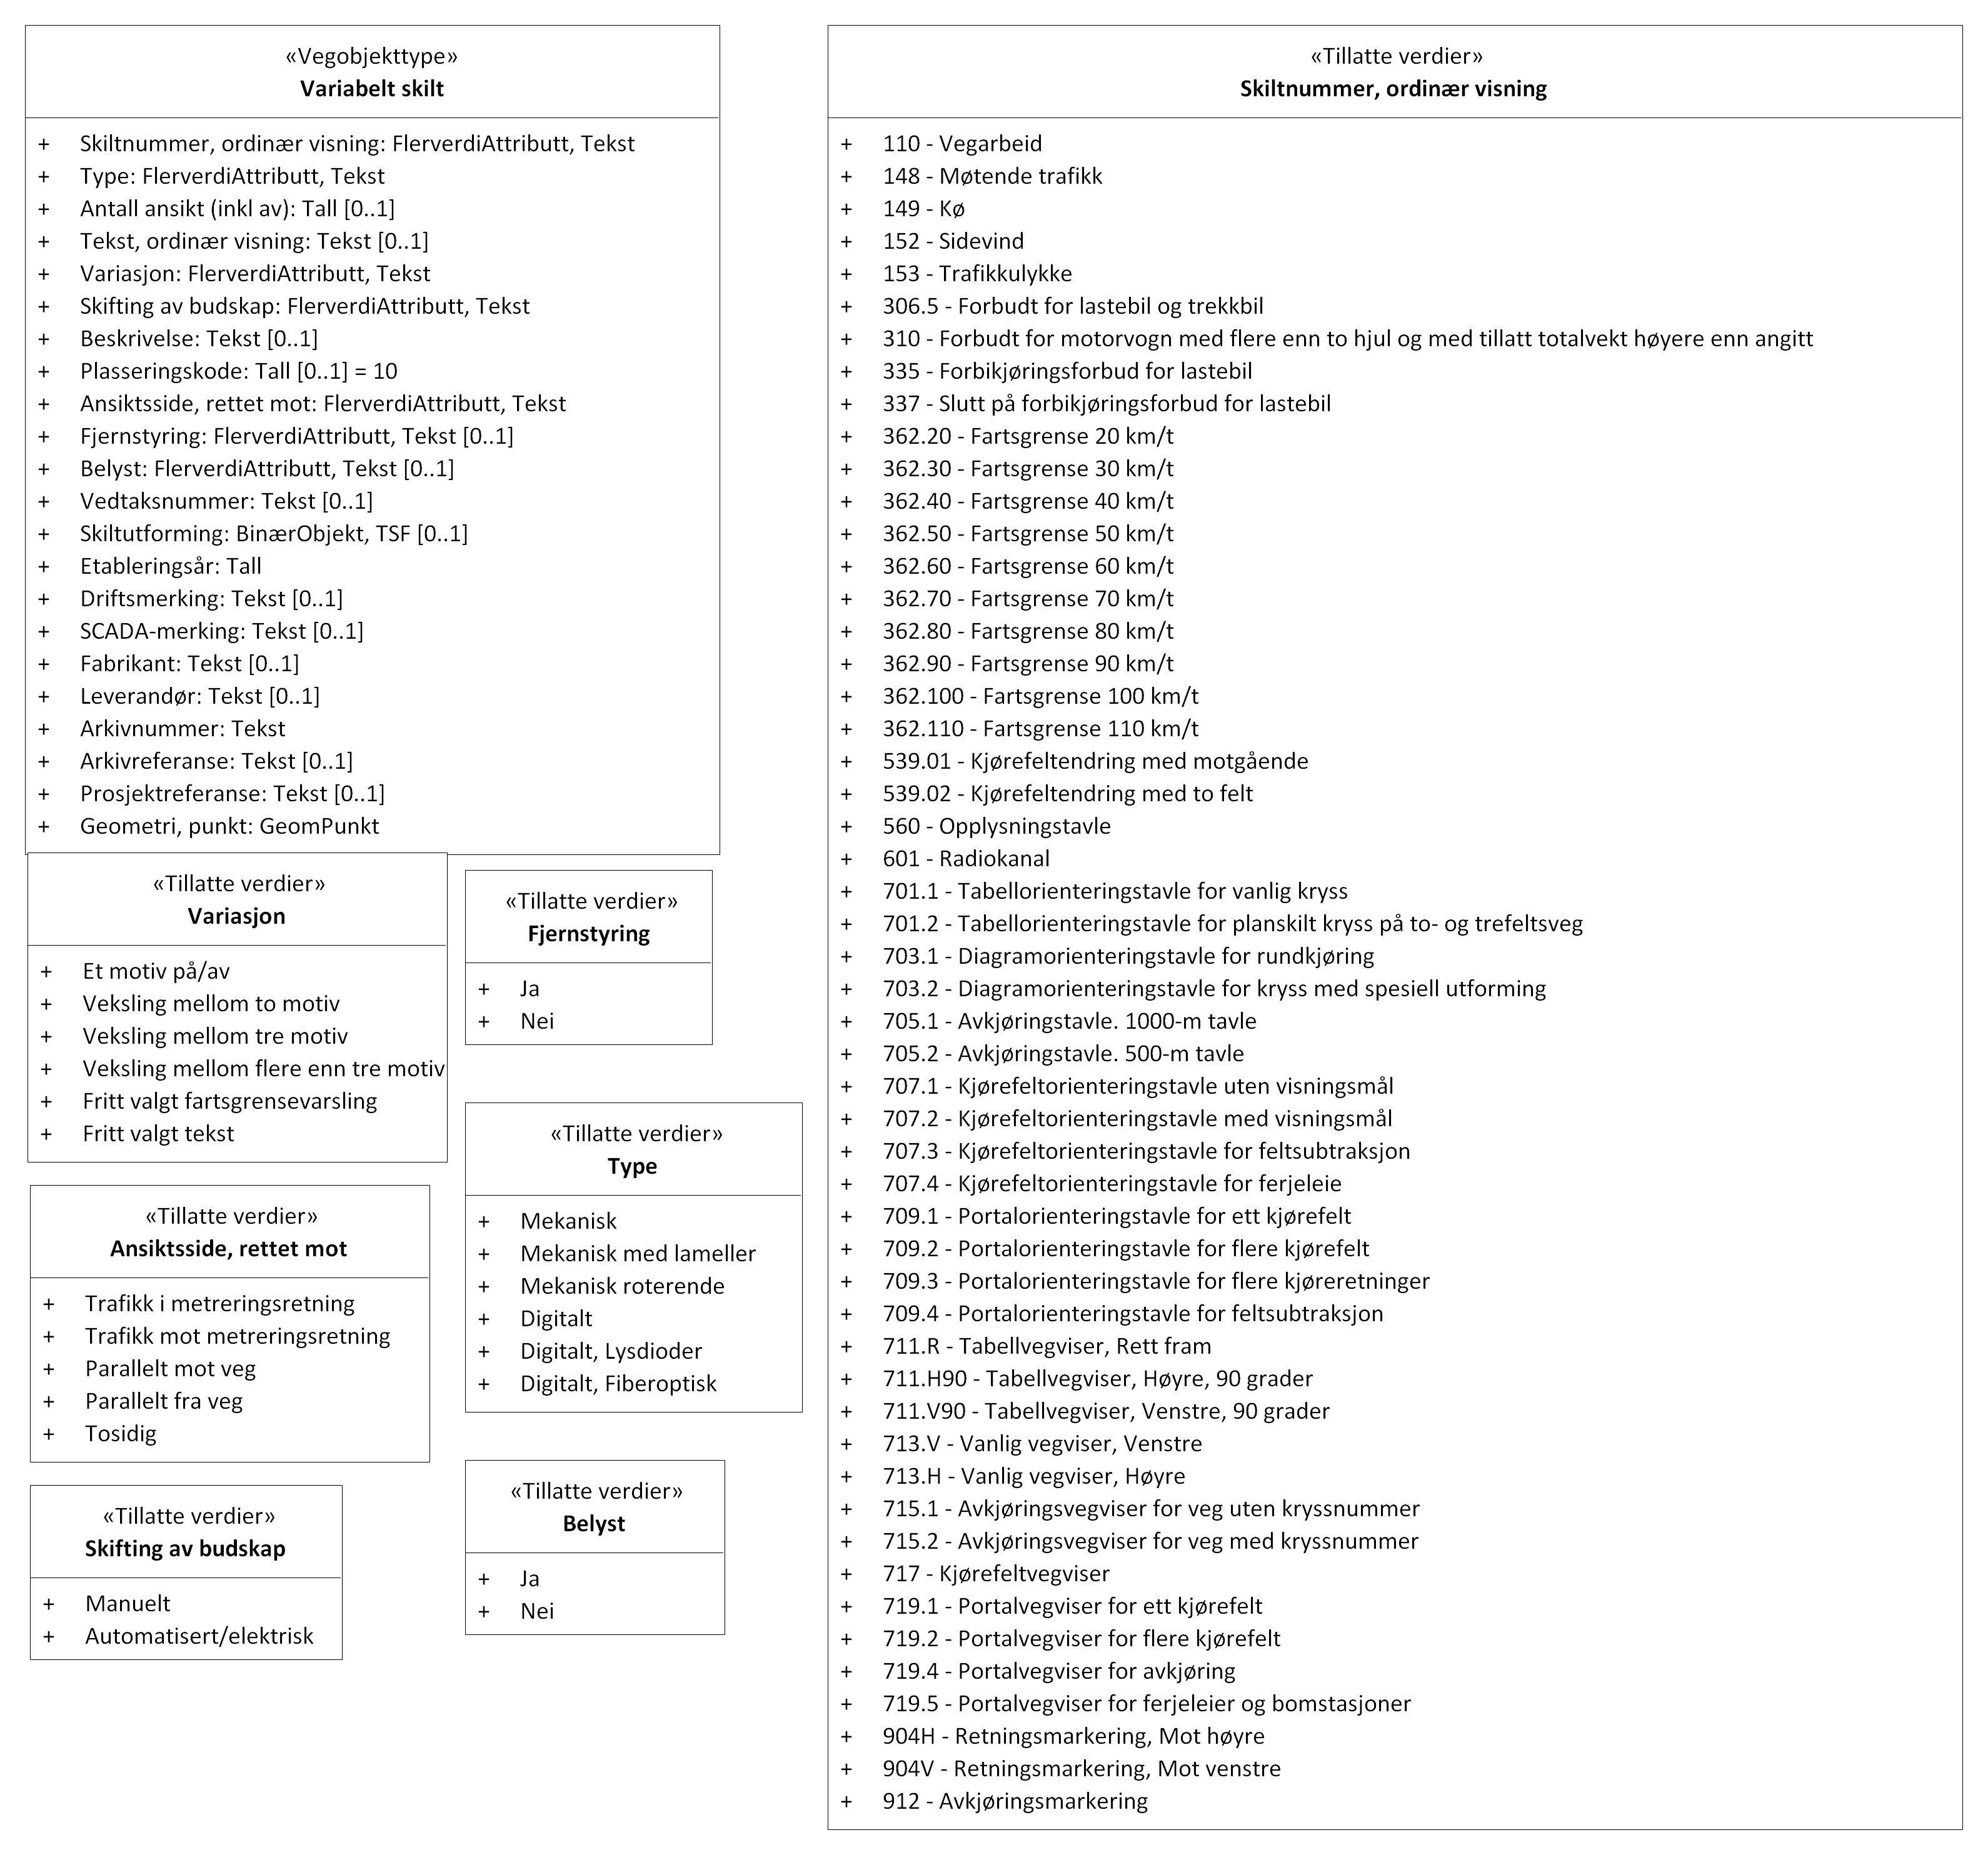 «Vegobjekttype»
Variabelt skilt
+ Skiltnummer, ordinær visning: FlerverdiAttributt, Tekst
+ Type: FlerverdiAttributt, Tekst
+ Antall ansikt (inkl av): Tall [0..1]
+ Tekst, ordinær visning: Tekst [0..1]
+ Variasjon: FlerverdiAttributt, Tekst
+ Skifting av budskap: FlerverdiAttributt, Tekst
+ Beskrivelse: Tekst [0..1]
+ Plasseringskode: Tall [0..1] = 10
+ Ansiktsside, rettet mot: FlerverdiAttributt, Tekst
+ Fjernstyring: FlerverdiAttributt, Tekst [0..1]
+ Belyst: FlerverdiAttributt, Tekst [0..1]
+ Vedtaksnummer: Tekst [0..1]
+ Skiltutforming: BinærObjekt, TSF [0..1]
+ Etableringsår: Tall
+ Driftsmerking: Tekst [0..1]
+ SCADA-merking: Tekst [0..1]
+ Fabrikant: Tekst [0..1]
+ Leverandør: Tekst [0..1]
+ Arkivnummer: Tekst
+ Arkivreferanse: Tekst [0..1]
+ Prosjektreferanse: Tekst [0..1]
+ Geometri, punkt: GeomPunkt
«Tillatte verdier»
Variasjon
+ Et motiv på/av
+ Veksling mellom to motiv
+ Veksling mellom tre motiv
+ Veksling mellom flere enn tre motiv
+ Fritt valgt fartsgrensevarsling
+ Fritt valgt tekst
«Tillatte verdier»
Ansiktsside, rettet mot
+ Trafikk i metreringsretning
+ Trafikk mot metreringsretning
+ Parallelt mot veg
+ Parallelt fra veg
+ Tosidig
«Tillatte verdier»
Skifting av budskap
+ Manuelt
+ Automatisert/elektrisk
«Tillatte verdier»
Fjernstyring
+ Ja
+ Nei
«Tillatte verdier»
Type
+ Mekanisk
+ Mekanisk med lameller
+ Mekanisk roterende
+ Digitalt
+ Digitalt, Lysdioder
+ Digitalt, Fiberoptisk
«Tillatte verdier»
Belyst
+ Ja
+ Nei
«Tillatte verdier»
Skiltnummer, ordinær visning
+ 110 - Vegarbeid
+ 148 - Møtende trafikk
+ 149 - Kø
+ 152 - Sidevind
+ 153 - Trafikkulykke
+ 306.5 - Forbudt for lastebil og trekkbil
+ 310 - Forbudt for motorvogn med flere enn to hjul og med tillatt totalvekt høyere enn angitt
+ 335 - Forbikjøringsforbud for lastebil
+ 337 - Slutt på forbikjøringsforbud for lastebil
+ 362.20 - Fartsgrense 20 km/t
+ 362.30 - Fartsgrense 30 km/t
+ 362.40 - Fartsgrense 40 km/t
+ 362.50 - Fartsgrense 50 km/t
+ 362.60 - Fartsgrense 60 km/t
+ 362.70 - Fartsgrense 70 km/t
+ 362.80 - Fartsgrense 80 km/t
+ 362.90 - Fartsgrense 90 km/t
+ 362.100 - Fartsgrense 100 km/t
+ 362.110 - Fartsgrense 110 km/t
+ 539.01 - Kjørefeltendring med motgående
+ 539.02 - Kjørefeltendring med to felt
+ 560 - Opplysningstavle
+ 601 - Radiokanal
+ 701.1 - Tabellorienteringstavle for vanlig kryss
+ 701.2 - Tabellorienteringstavle for planskilt kryss på to- og trefeltsveg
+ 703.1 - Diagramorienteringstavle for rundkjøring
+ 703.2 - Diagramorienteringstavle for kryss med spesiell utforming
+ 705.1 - Avkjøringstavle. 1000-m tavle
+ 705.2 - Avkjøringstavle. 500-m tavle
+ 707.1 - Kjørefeltorienteringstavle uten visningsmål
+ 707.2 - Kjørefeltorienteringstavle med visningsmål
+ 707.3 - Kjørefeltorienteringstavle for feltsubtraksjon
+ 707.4 - Kjørefeltorienteringstavle for ferjeleie
+ 709.1 - Portalorienteringstavle for ett kjørefelt
+ 709.2 - Portalorienteringstavle for flere kjørefelt
+ 709.3 - Portalorienteringstavle for flere kjøreretninger
+ 709.4 - Portalorienteringstavle for feltsubtraksjon
+ 711.R - Tabellvegviser, Rett fram
+ 711.H90 - Tabellvegviser, Høyre, 90 grader
+ 711.V90 - Tabellvegviser, Venstre, 90 grader
+ 713.V - Vanlig vegviser, Venstre
+ 713.H - Vanlig vegviser, Høyre
+ 715.1 - Avkjøringsvegviser for veg uten kryssnummer
+ 715.2 - Avkjøringsvegviser for veg med kryssnummer
+ 717 - Kjørefeltvegviser
+ 719.1 - Portalvegviser for ett kjørefelt
+ 719.2 - Portalvegviser for flere kjørefelt
+ 719.4 - Portalvegviser for avkjøring
+ 719.5 - Portalvegviser for ferjeleier og bomstasjoner
+ 904H - Retningsmarkering, Mot høyre
+ 904V - Retningsmarkering, Mot venstre
+ 912 - Avkjøringsmarkering